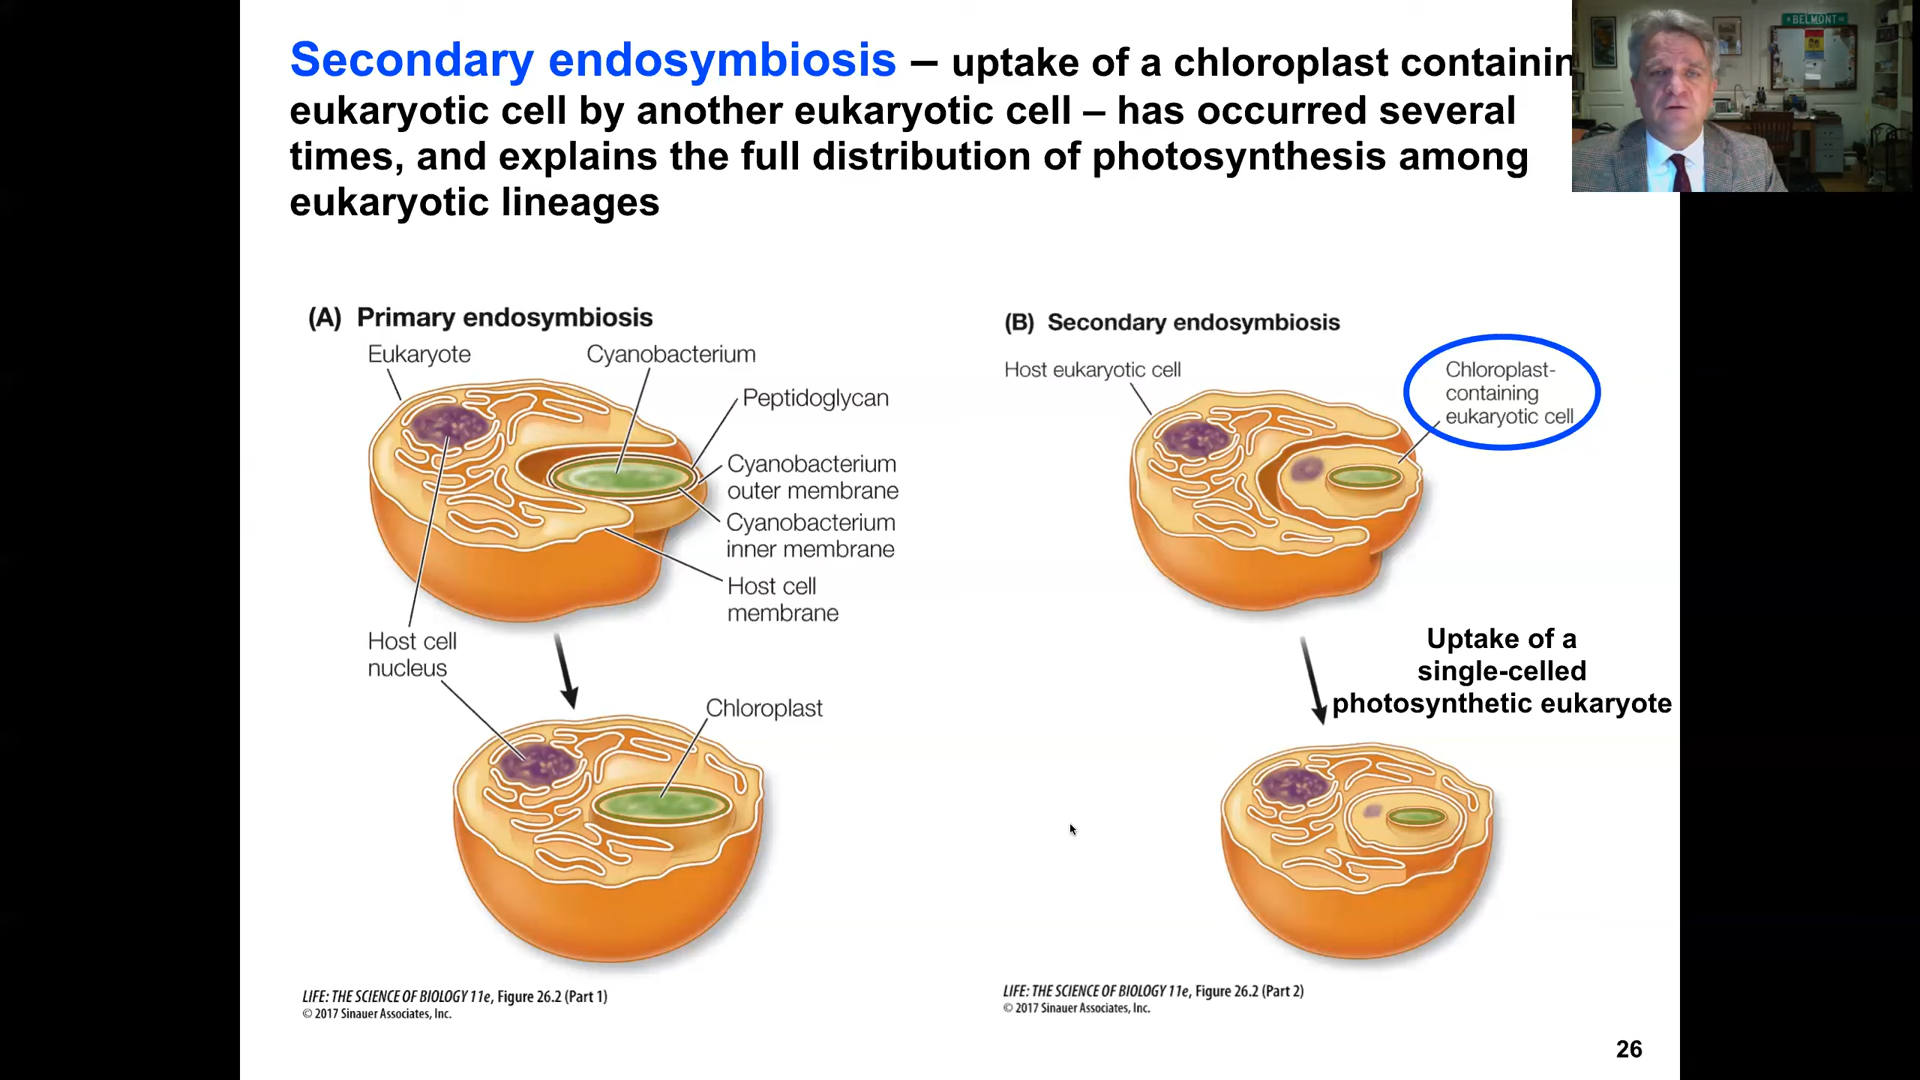 Secondary endosymbiosis – uptake of a chloroplast containin
eukaryotic cell by another eukaryotic cell – has occurred several
times, and explains the full distribution of photosynthesis among
eukaryotic lineages
BELMONT
(A) Primary endosymbiosis
Eukaryote
Cyanobacterium
Peptidoglycan
Cyanobacterium
outer membrane
Cyanobacterium
inner membrane
Host cell
membrane
Host cell
nucleus
Chloroplast
LIFE: THE SCIENCE OF BIOLOGY 11e, Figure 26.2 (Part 1)
© 2017 Sinauer Associates, Inc.
(B) Secondary endosymbiosis
Host eukaryotic cell
Chloroplast-
containing
eukaryotic cell
Uptake of a
single-celled
photosynthetic eukaryote
LIFE: THE SCIENCE OF BIOLOGY 11e, Figure 26.2 (Part 2)
© 2017 Sinauer Associates, Inc.
26